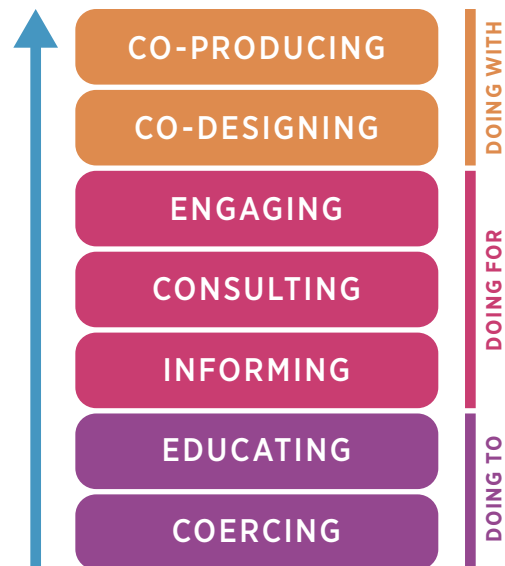 CO-PRODUCING
CO-DESIGNING
DOING WITH
ENGAGING
CONSULTING
INFORMING
DOING FOR
EDUCATING
COERCING
DOING TO